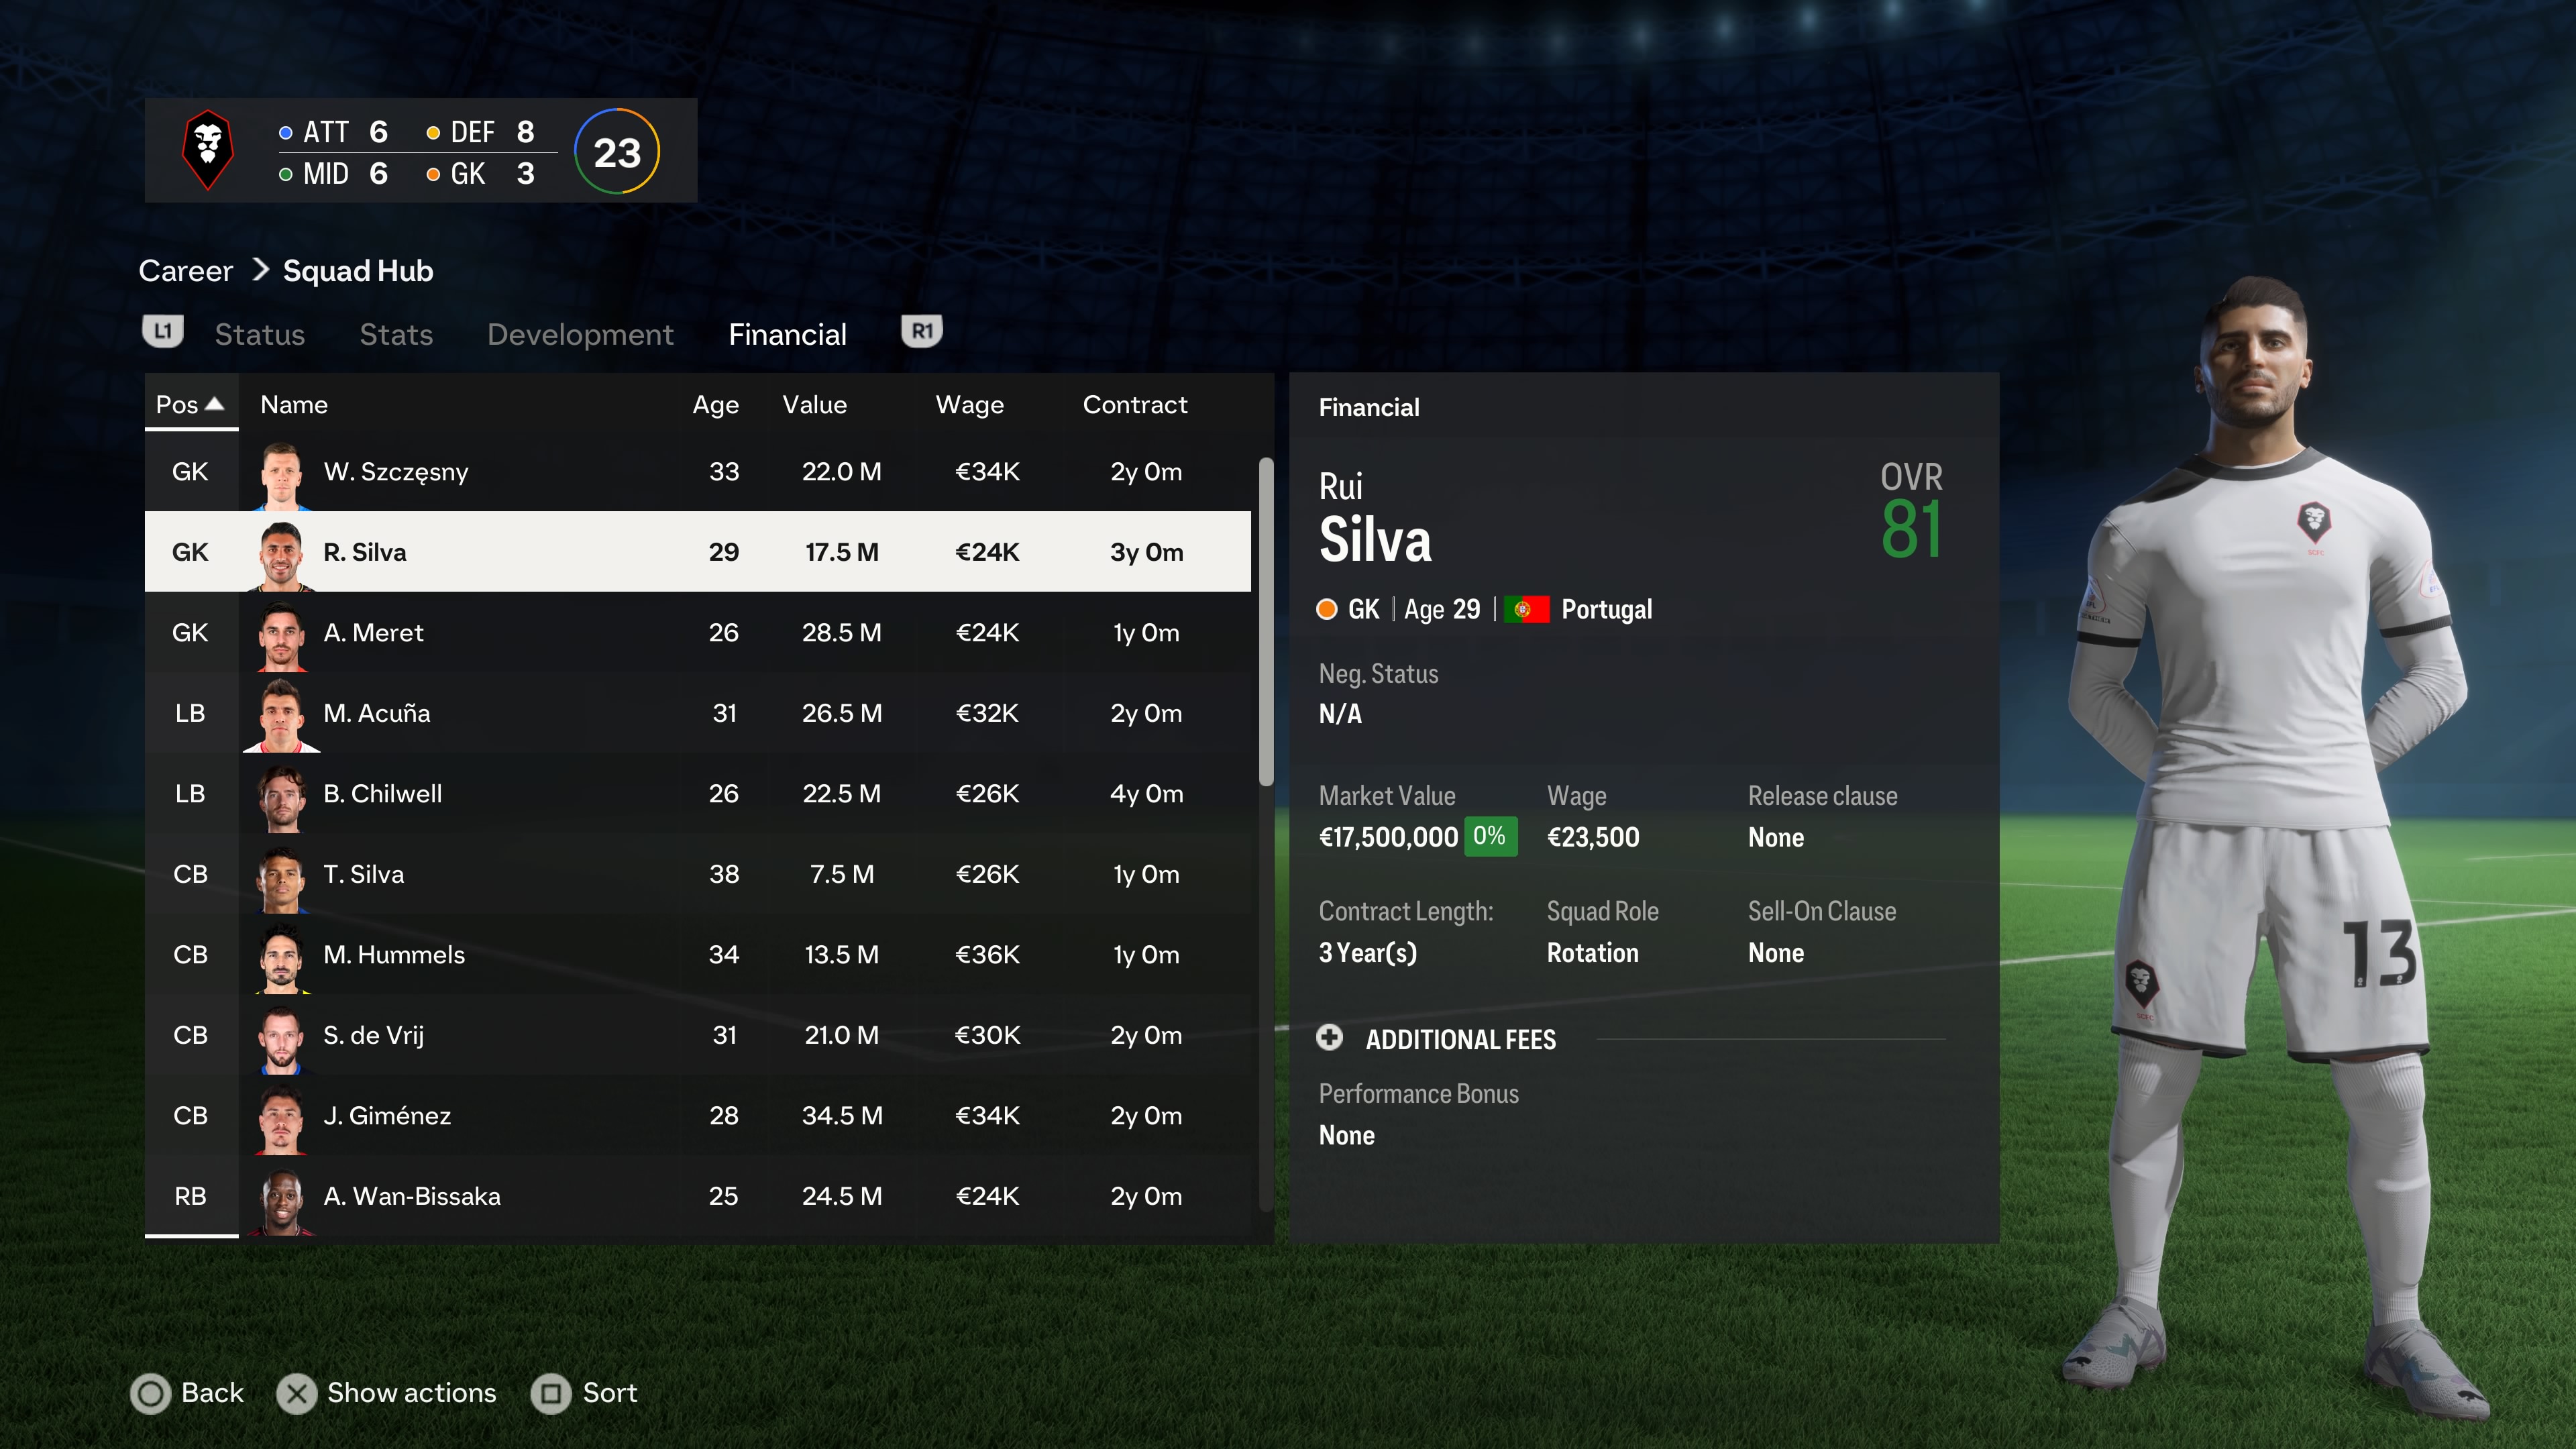 ATT 6 DEF 8
MID 6 GK 3
23
Career > Squad Hub
L1 Status Stats Development Financial R1
Pos Name Age Value Wage Contract
GK W. Szczęsny 33 22.0 M €34K 2y 0m
GK R. Silva 29 17.5 M €24K 3y 0m
GK A. Meret 26 28.5 M €24K 1y 0m
LB M. Acuña 31 26.5 M €32K 2y 0m
LB B. Chilwell 26 22.5 M €26K 4y 0m
CB T. Silva 38 7.5 M €26K 1y 0m
CB M. Hummels 34 13.5 M €36K 1y 0m
CB S. de Vrij 31 21.0 M €30K 2y 0m
CB J. Giménez 28 34.5 M €34K 2y 0m
RB A. Wan-Bissaka 25 24.5 M €24K 2y 0m
Financial
Rui
Silva
OVR
81
GK | Age 29 | Portugal
Neg. Status
N/A
Market Value Wage Release clause
€17,500,000 0% €23,500 None
Contract Length: Squad Role Sell-On Clause
3 Year(s) Rotation None
ADDITIONAL FEES
Performance Bonus
None
SCFC
13
SCFC
Back Show actions Sort